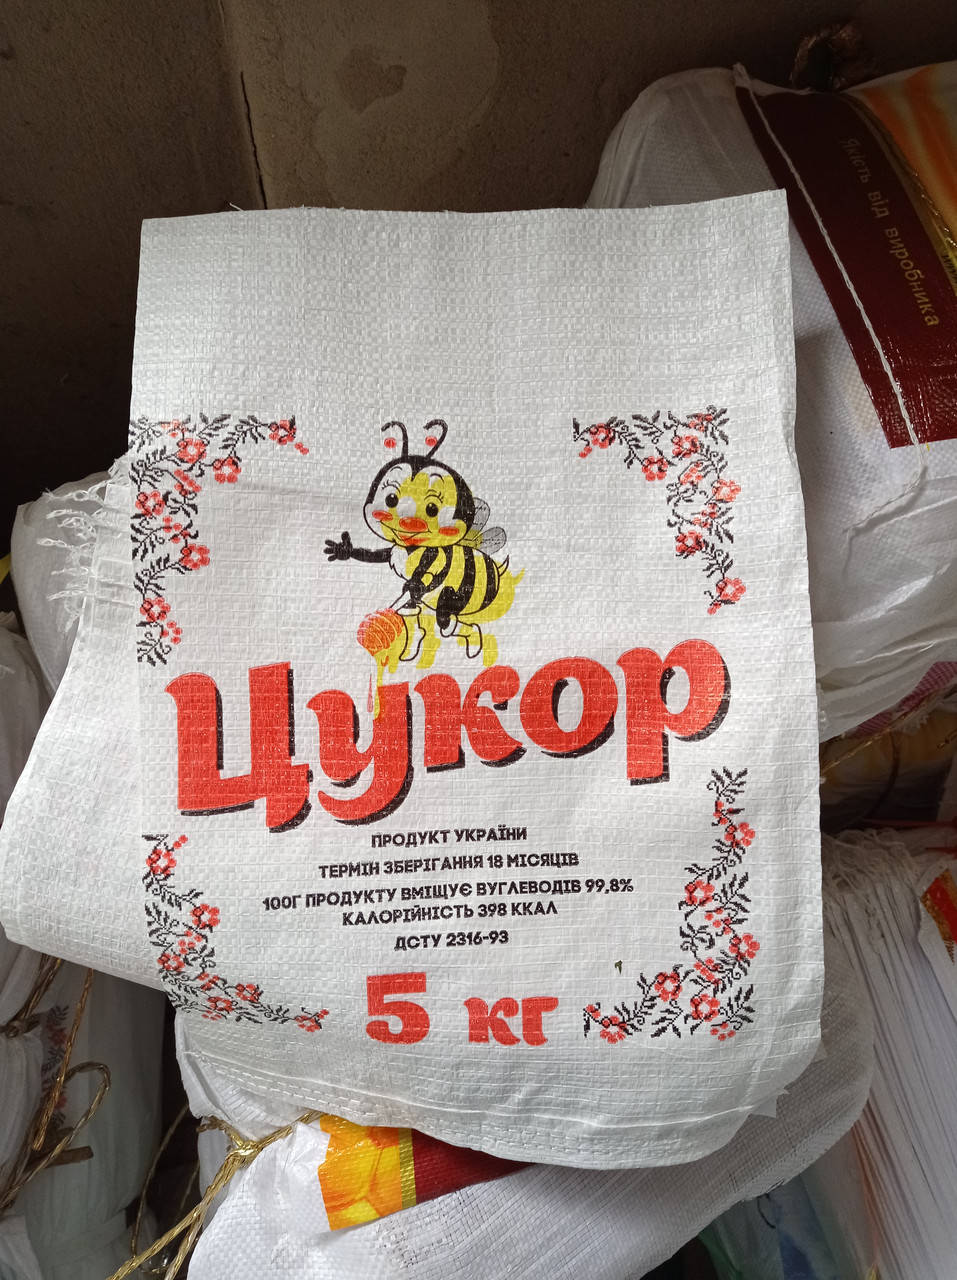 Якість від виробника
Цукор
ПРОДУКТ УКРАЇНИ
ТЕРМІН ЗБЕРІГАННЯ 18 МІСЯЦІВ
100Г ПРОДУКТУ ВМІЩУЄ ВУГЛЕВОДІВ 99,8%
КАЛОРІЙНІСТЬ 398 ККАЛ
ДСТУ 2316-93
5 кг